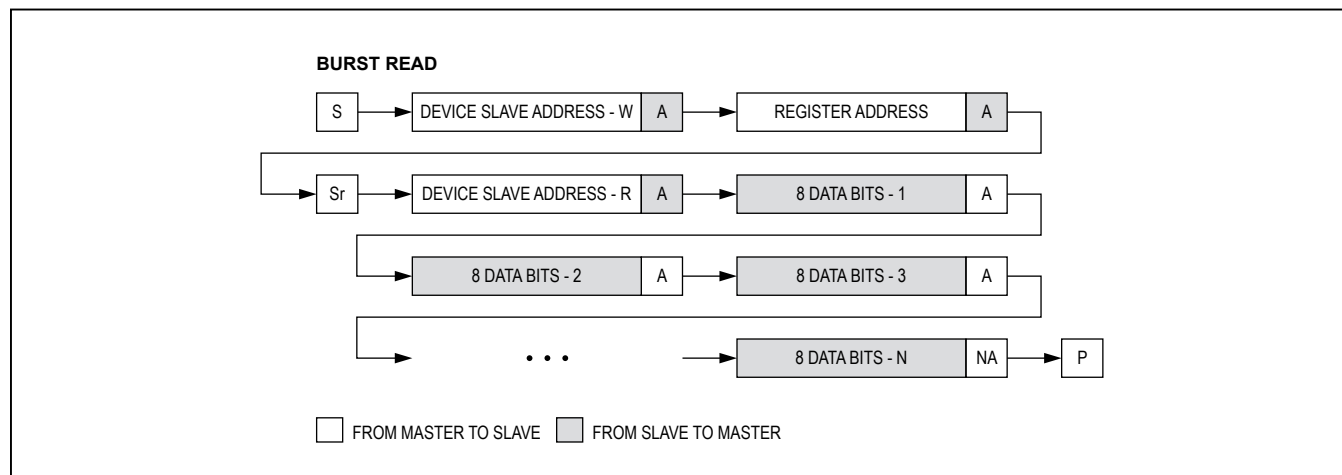 BURST READ
S DEVICE SLAVE ADDRESS - W A REGISTER ADDRESS A
Sr DEVICE SLAVE ADDRESS - R A 8 DATA BITS - 1 A
8 DATA BITS - 2 A 8 DATA BITS - 3 A
• • • 8 DATA BITS - N NA P
FROM MASTER TO SLAVE FROM SLAVE TO MASTER